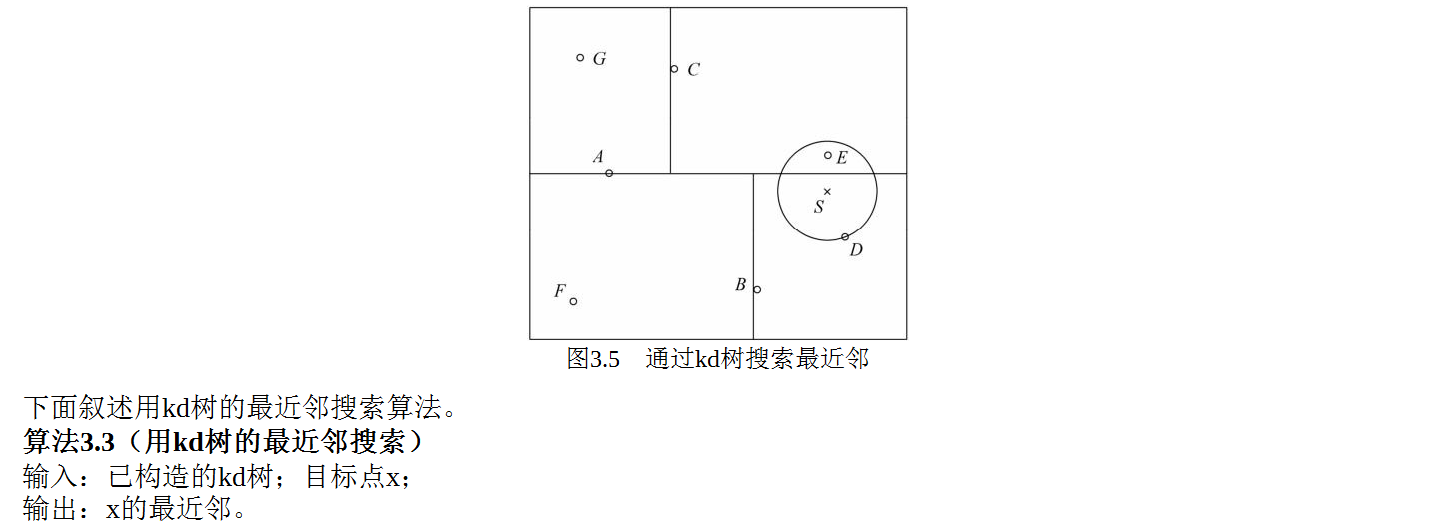 G
C
A
E
S
D
B
F
图3.5 通过kd树搜索最近邻
下面叙述用kd树的最近邻搜索算法。
算法3.3（用kd树的最近邻搜索）
输入：已构造的kd树；目标点x；
输出：x的最近邻。